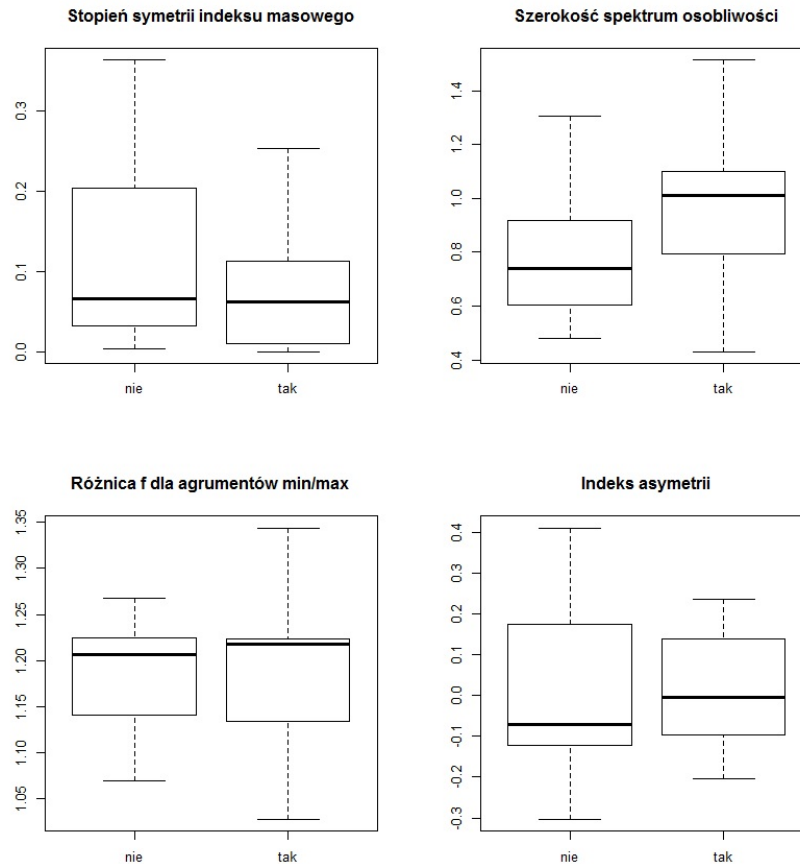 Stopień symetrii indeksu masowego
0.3
0.2
0.1
0.0
nie
tak
Szerokość spektrum osobliwości
1.4
1.2
1.0
0.8
0.6
0.4
nie
tak
Różnica f dla agrumentów min/max
1.35
1.30
1.25
1.20
1.15
1.10
1.05
nie
tak
Indeks asymetrii
0.4
0.3
0.2
0.1
0.0
-0.1
-0.2
-0.3
nie
tak